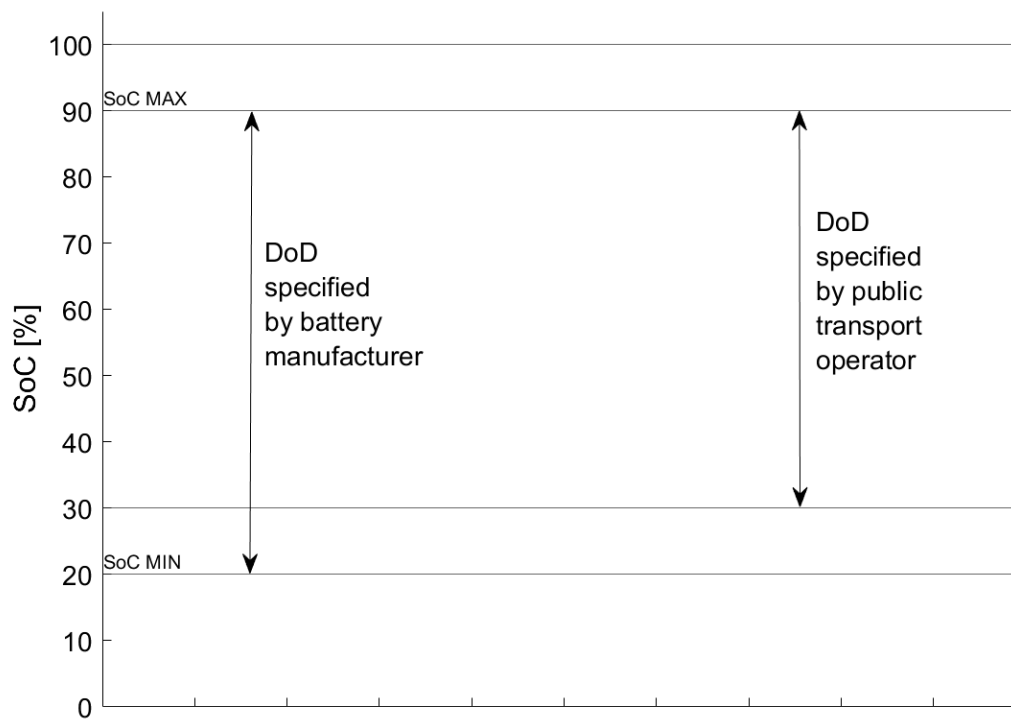 100
SoC MAX
90
80
DoD
specified
by battery
manufacturer
DoD
specified
by public
transport
operator
70
60
50
40
30
SoC MIN
20
10
0
SoC [%]